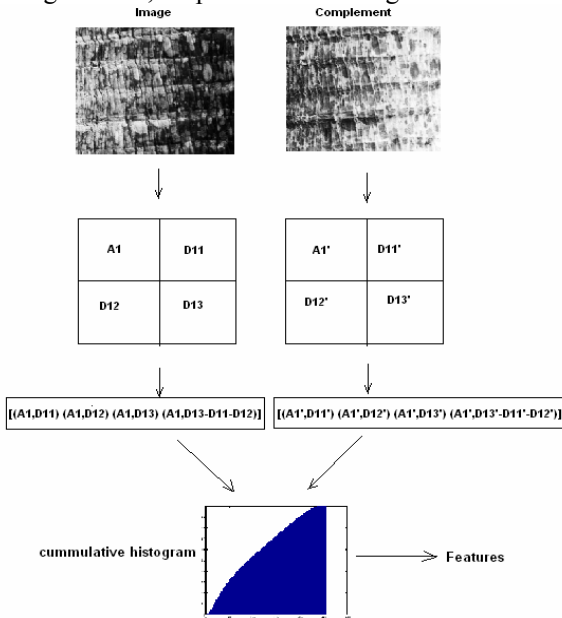 Image Complement
A1 D11 A1' D11'
D12 D13 D12' D13'
[(A1,D11) (A1,D12) (A1,D13) (A1,D13-D11-D12)] [(A1',D11') (A1',D12') (A1',D13') (A1',D13'-D11'-D12')]
cummulative histogram Features